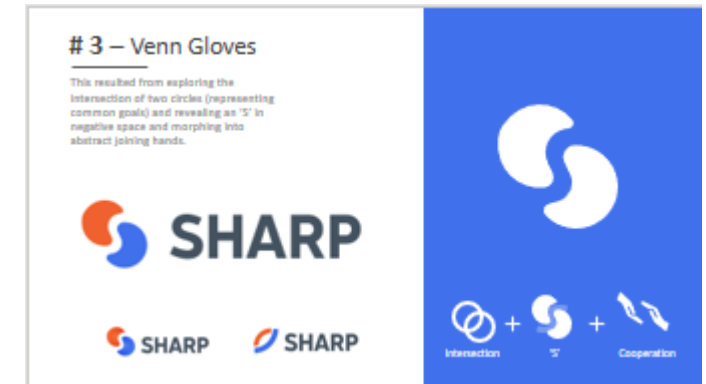 # 3 – Venn Gloves
This resulted from exploring the
intersection of two circles (representing
common goals) and revealing an 'S' in
negative space and morphing into
abstract joining hands.
SHARP
SHARP
SHARP
+ +
Intersection 'S' Cooperation